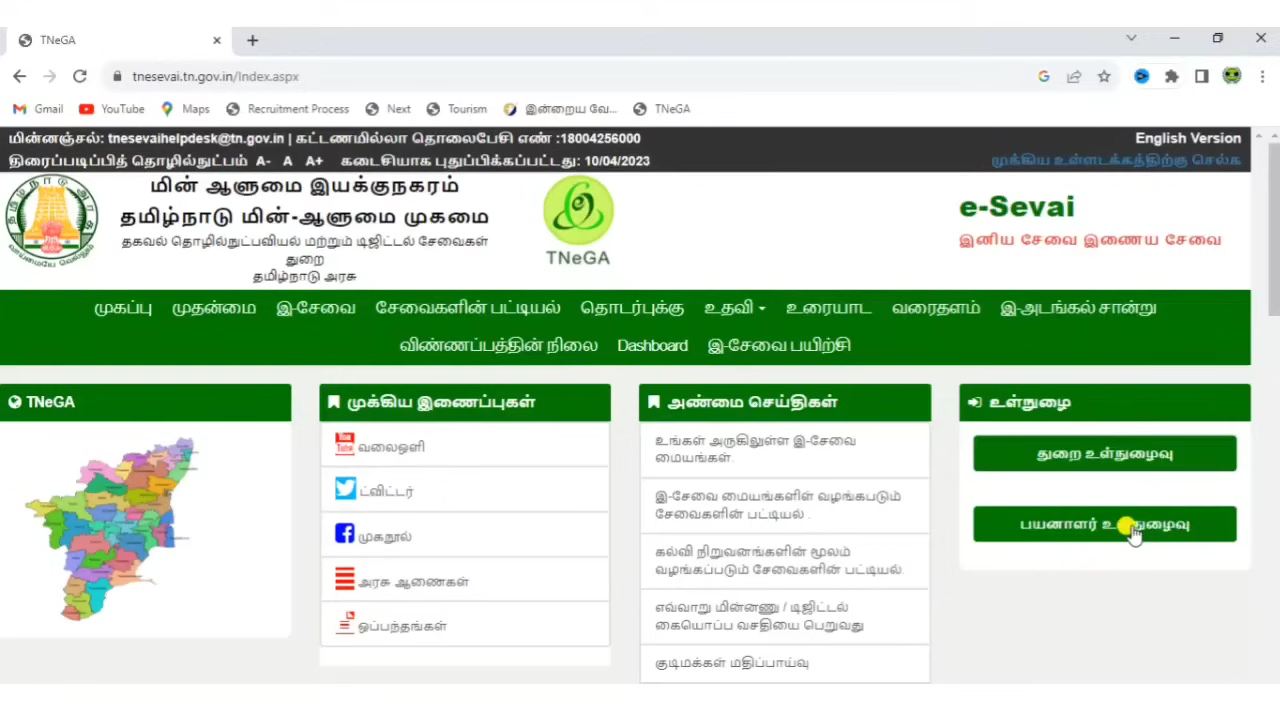 TNeGA
tnesevai.tn.gov.in/Index.aspx
Gmail YouTube Maps Recruitment Process Next Tourism இன்றைய வே... TNeGA
மின்னஞ்சல்: tnesevaihelpdesk@tn.gov.in | கட்டணமில்லா தொலைபேசி எண் :18004256000
English Version
திரைப்படிப்பித் தொழில்நுட்பம் A- A A+ கடைசியாக புதுப்பிக்கப்பட்டது: 10/04/2023
முக்கிய உள்ளடக்கத்திற்கு செல்க
மின் ஆளுமை இயக்குநகரம்
தமிழ்நாடு மின்-ஆளுமை முகமை
தகவல் தொழில்நுட்பவியல் மற்றும் டிஜிட்டல் சேவைகள்
துறை
தமிழ்நாடு அரசு
TNeGA
e-Sevai
இனிய சேவை இணைய சேவை
முகப்பு முதன்மை இ-சேவை சேவைகளின் பட்டியல் தொடர்புக்கு உதவி உரையாட வரைதளம் இ-அடங்கல் சான்று
விண்ணப்பத்தின் நிலை Dashboard இ-சேவை பயிற்சி
TNeGA
முக்கிய இணைப்புகள்
You Tube வலைஒளி
ட்விட்டர்
முகநூல்
அரசு ஆணைகள்
ஒப்பந்தங்கள்
அண்மை செய்திகள்
உங்கள் அருகிலுள்ள இ-சேவை
மையங்கள்.
இ-சேவை மையங்களிள் வழங்கபடும்
சேவைகளின் பட்டியல் .
கல்வி நிறுவனங்களின் மூலம்
வழங்கப்படும் சேவைகளின் பட்டியல்.
எவ்வாறு மின்னணு / டிஜிட்டல்
கையொப்ப வசதியை பெறுவது
குடிமக்கள் மதிப்பாய்வு
உள்நுழை
துறை உள்நுழைவு
பயனாளர்